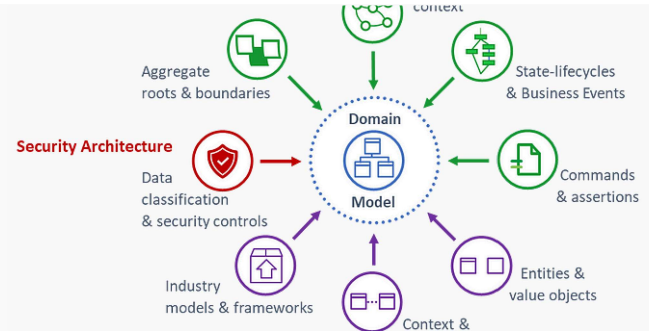 context
Aggregate
roots & boundaries
State-lifecycles
& Business Events
Domain
Model
Security Architecture
Data
classification
& security controls
Commands
& assertions
Industry
models & frameworks
Entities &
value objects
Context &